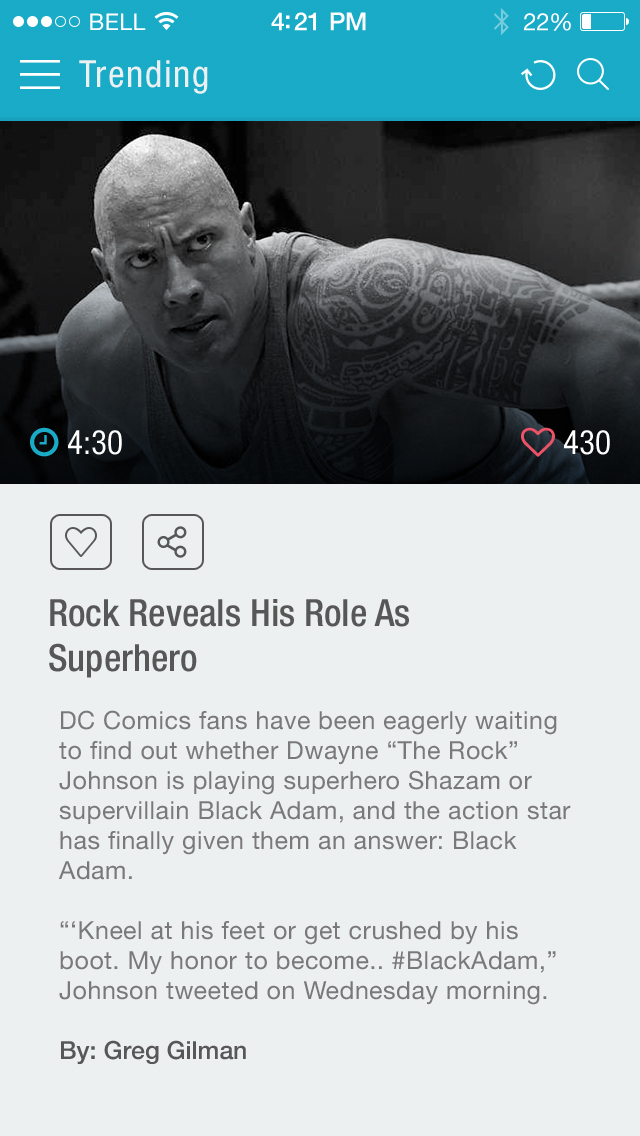 BELL 4:21 PM 22%
Trending
4:30 430
Rock Reveals His Role As
Superhero
DC Comics fans have been eagerly waiting
to find out whether Dwayne “The Rock”
Johnson is playing superhero Shazam or
supervillain Black Adam, and the action star
has finally given them an answer: Black
Adam.
“‘Kneel at his feet or get crushed by his
boot. My honor to become.. #BlackAdam,”
Johnson tweeted on Wednesday morning.
By: Greg Gilman